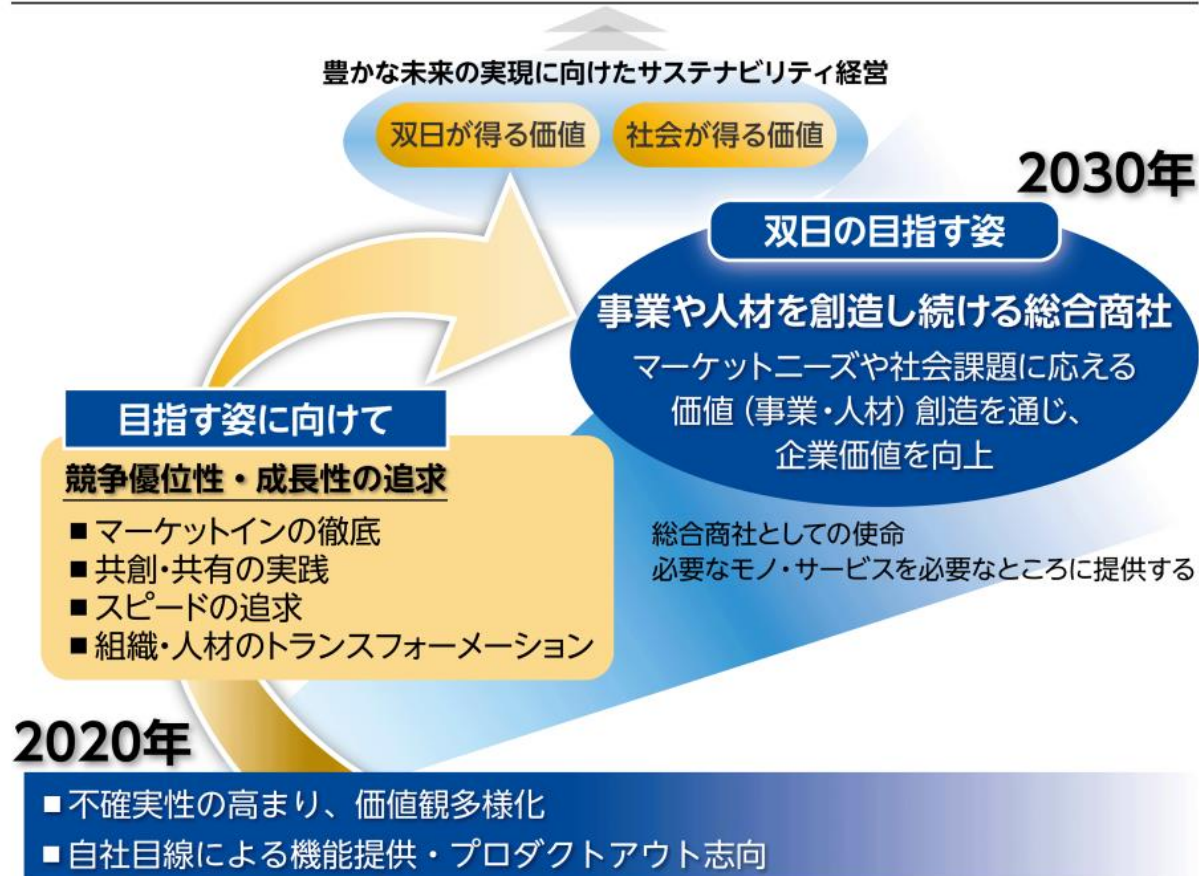 豊かな未来の実現に向けたサステナビリティ経営
双日が得る価値
社会が得る価値
2030年
双日の目指す姿
事業や人材を創造し続ける総合商社
マーケットニーズや社会課題に応える
価値（事業・人材）創造を通じ、
企業価値を向上
目指す姿に向けて
競争優位性・成長性の追求
■ マーケットインの徹底
■ 共創・共有の実践
■ スピードの追求
■ 組織・人材のトランスフォーメーション
総合商社としての使命
必要なモノ・サービスを必要なところに提供する
2020年
■ 不確実性の高まり、価値観多様化
■ 自社目線による機能提供・プロダクトアウト志向